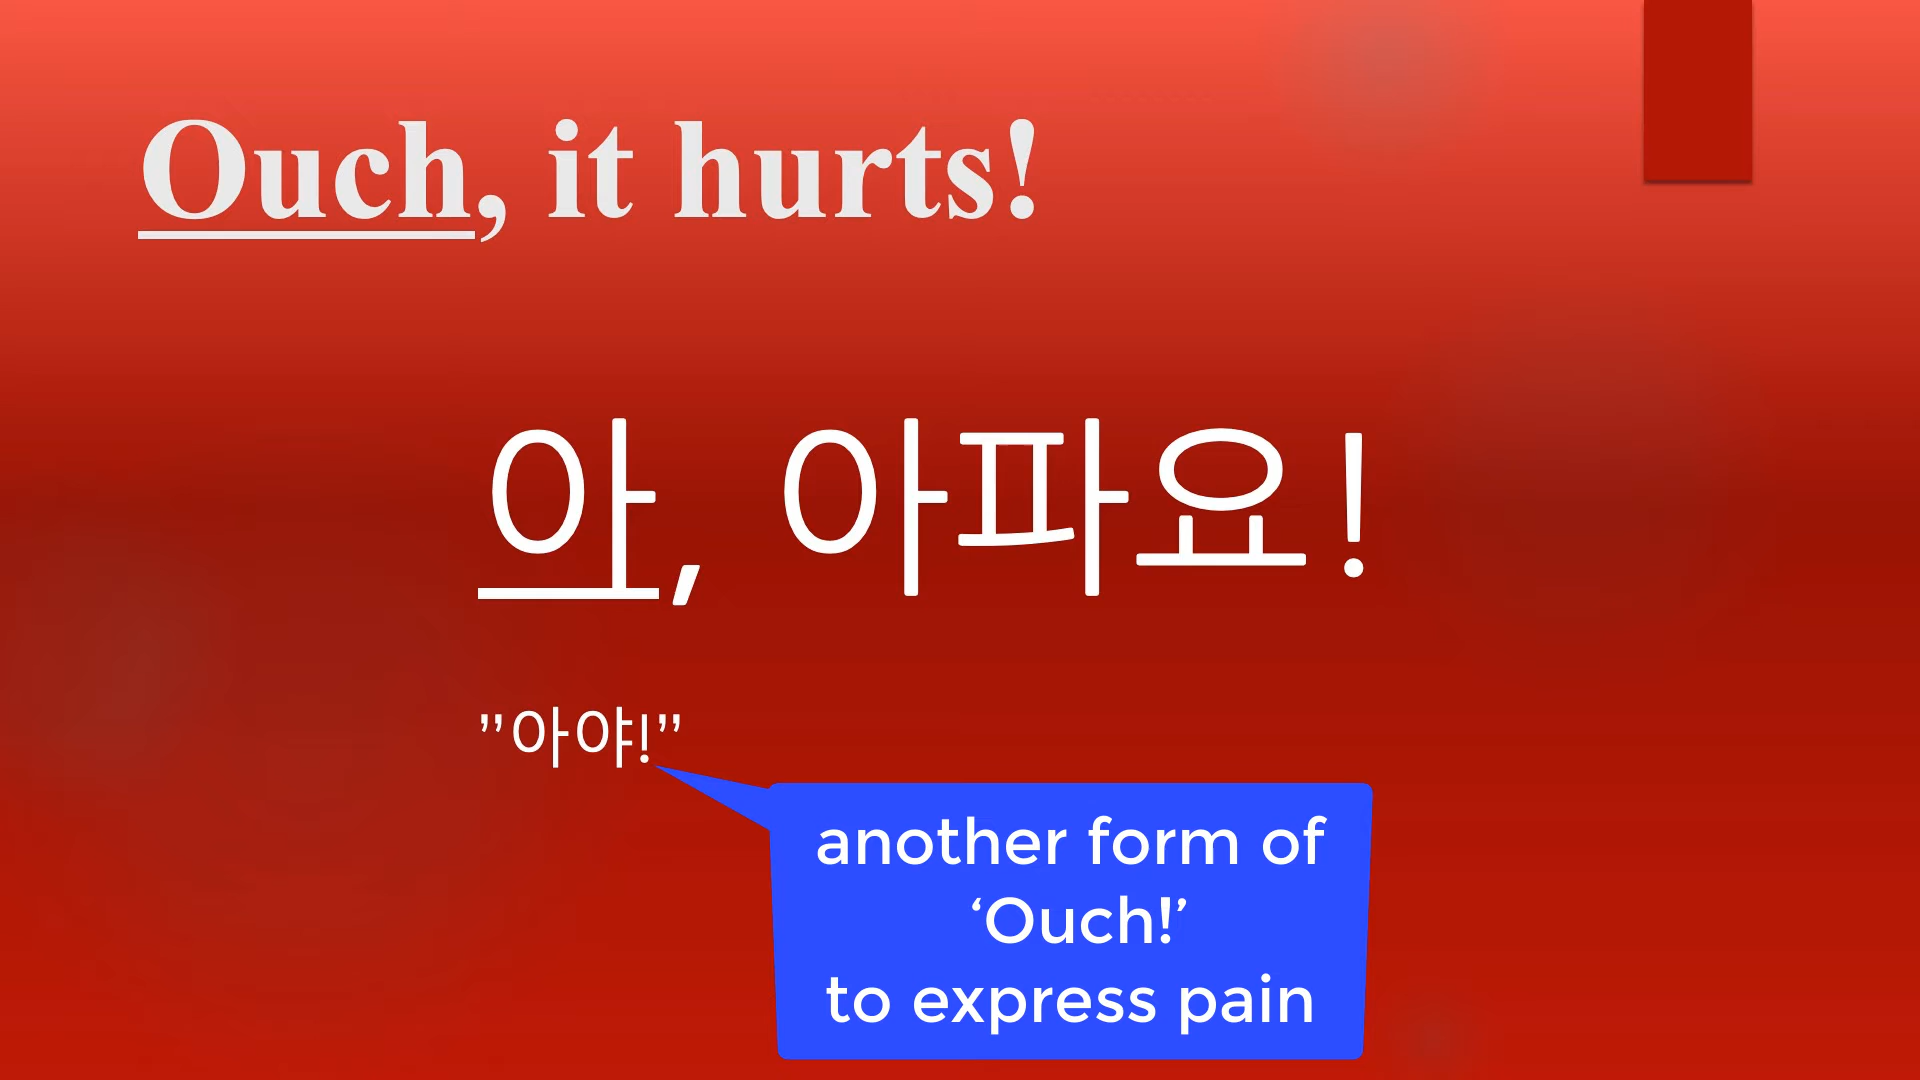 Ouch, it hurts!
아, 아파요!
”아야!”
another form of
‘Ouch!’
to express pain